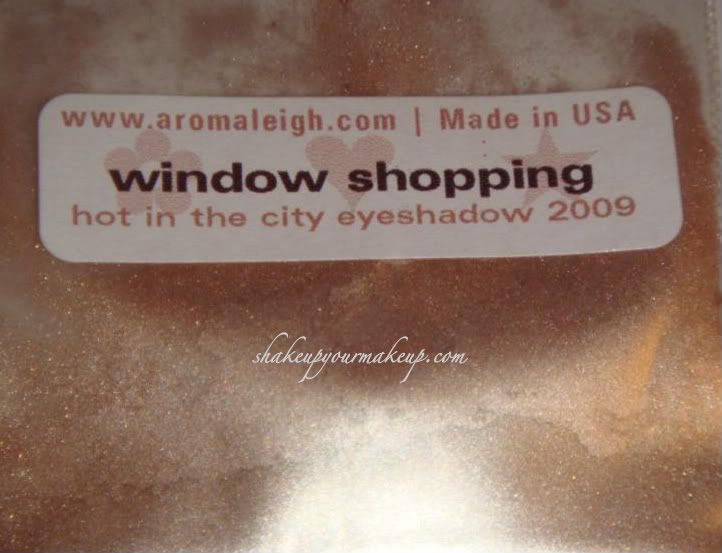 www.aromaleigh.com | Made in USA
window shopping
hot in the city eyeshadow 2009
shakeupyourmakeup.com